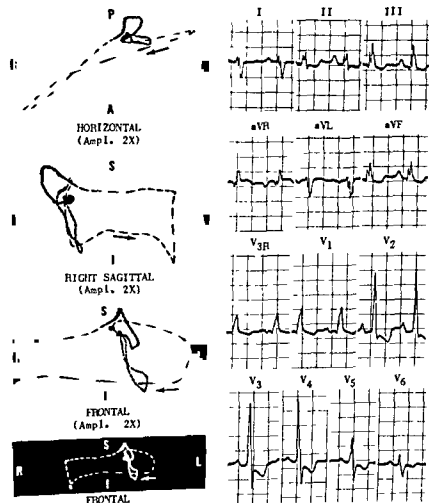 P
A
HORIZONTAL
(Ampl. 2X)
S
I
RIGHT SAGITTAL
(Ampl. 2X)
S
I
FRONTAL
(Ampl. 2X)
S
R L
I
FRONTAL
I II III
aVR aVL aVF
V3R V1 V2
V3 V4 V5 V6